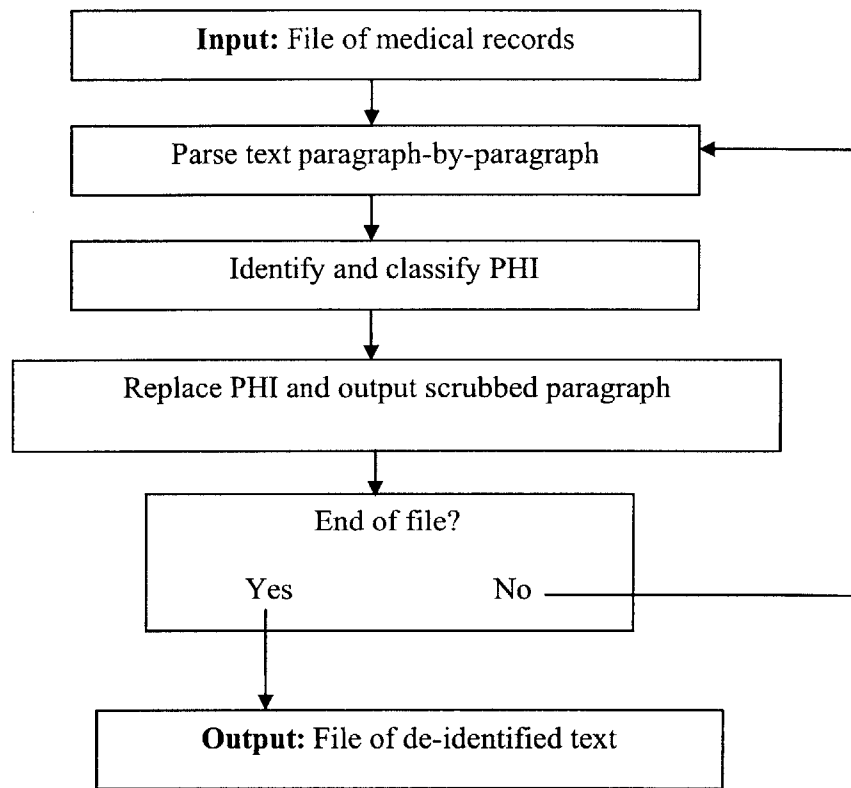 Input: File of medical records
Parse text paragraph-by-paragraph
Identify and classify PHI
Replace PHI and output scrubbed paragraph
End of file?
Yes No
Output: File of de-identified text